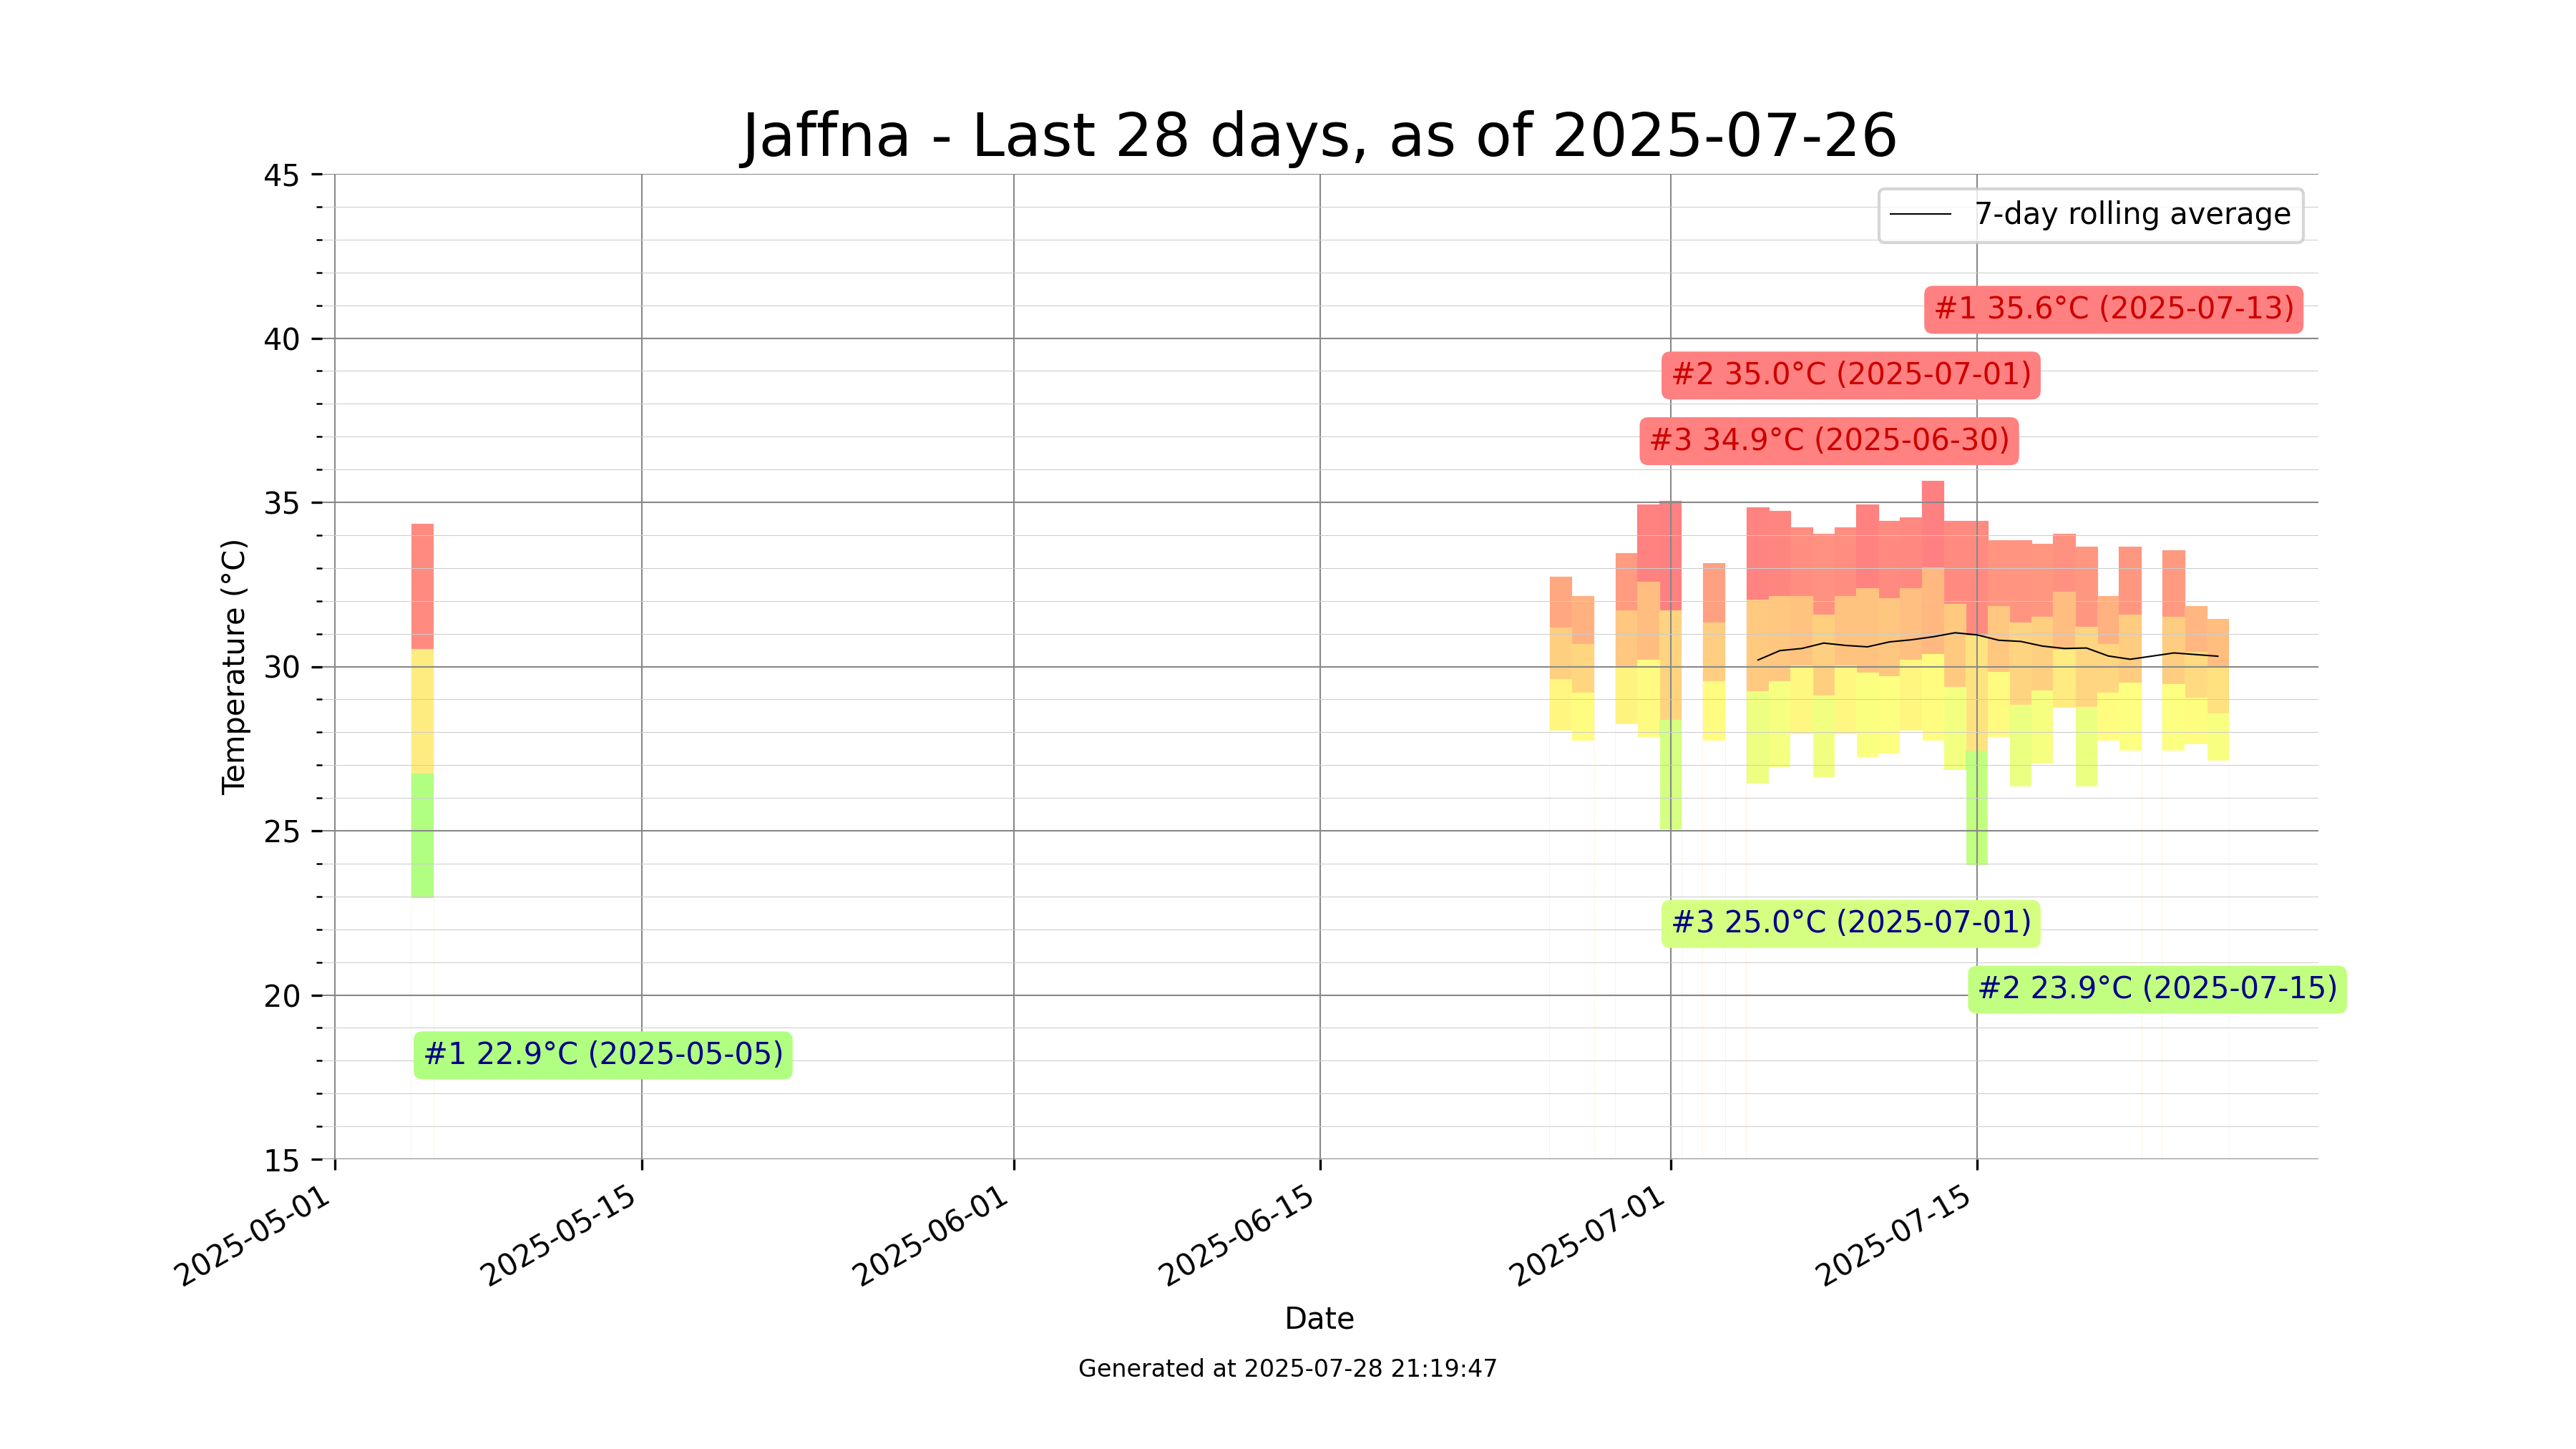 Jaffna - Last 28 days, as of 2025-07-26
45
40
35
30
25
20
15
Temperature (°C)
7-day rolling average
#1 35.6°C (2025-07-13)
#2 35.0°C (2025-07-01)
#3 34.9°C (2025-06-30)
#3 25.0°C (2025-07-01)
#2 23.9°C (2025-07-15)
#1 22.9°C (2025-05-05)
2025-05-01
2025-05-15
2025-06-01
2025-06-15
2025-07-01
2025-07-15
Date
Generated at 2025-07-28 21:19:47